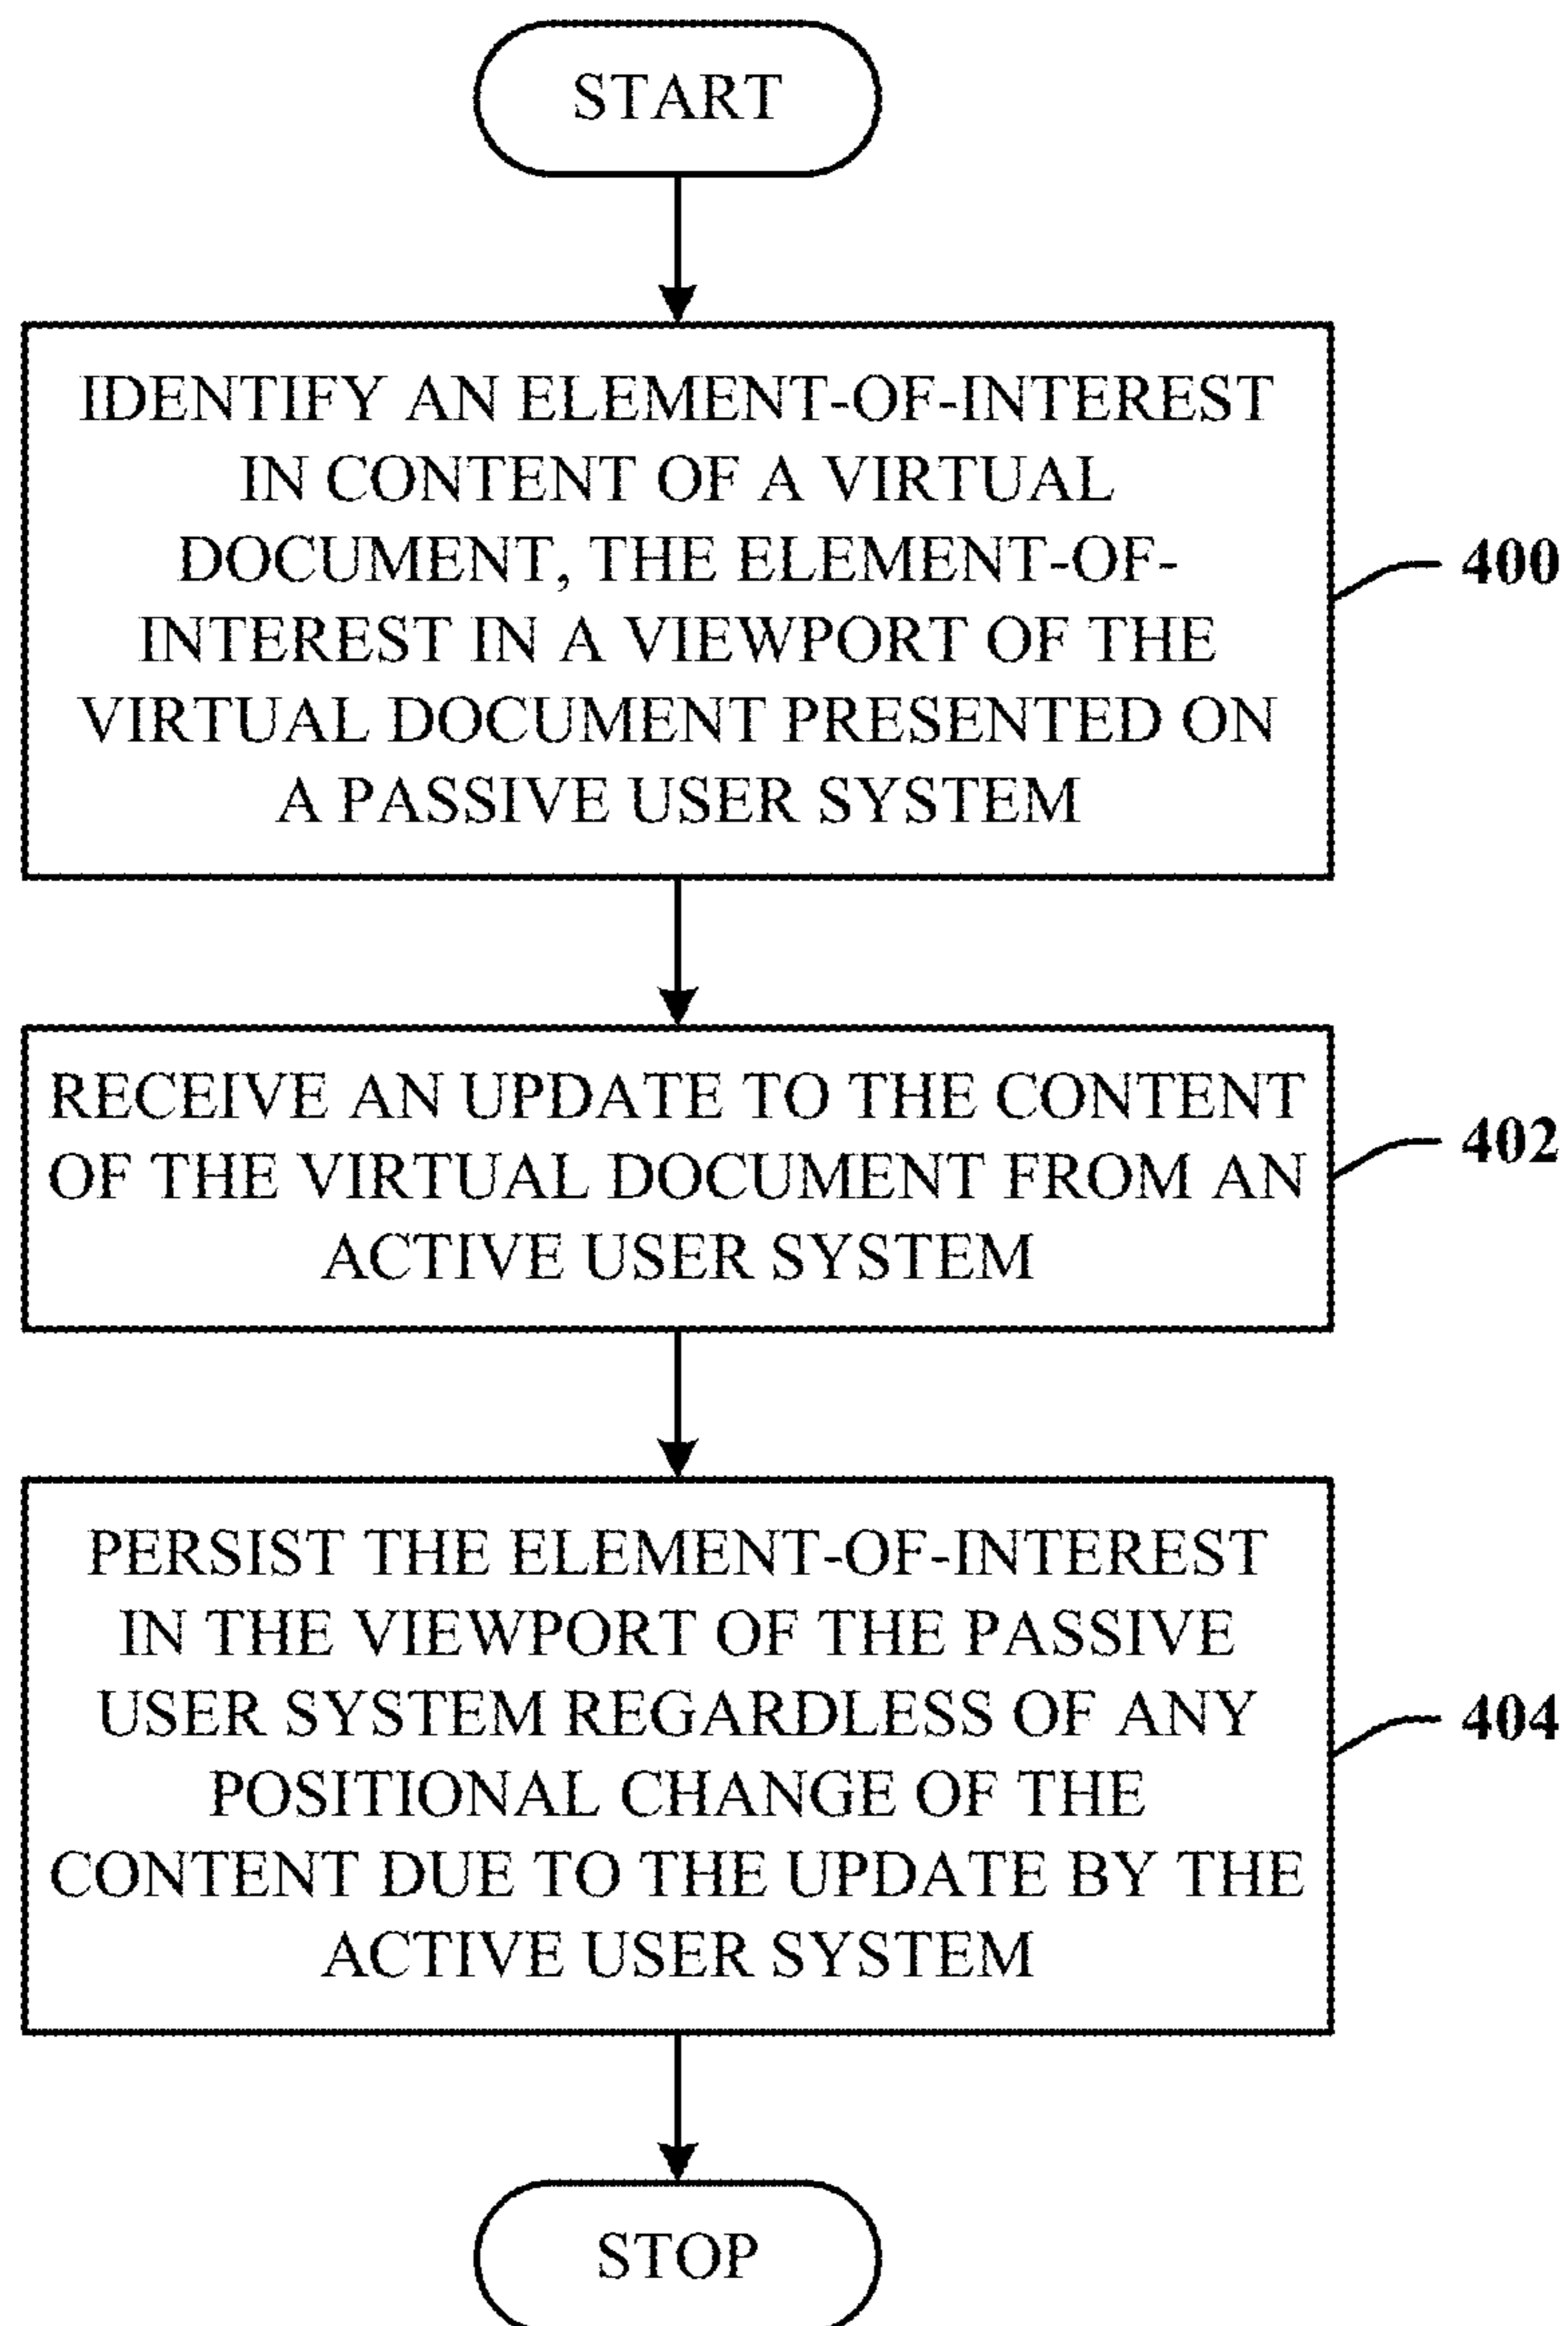 START
IDENTIFY AN ELEMENT-OF-INTEREST
IN CONTENT OF A VIRTUAL
DOCUMENT, THE ELEMENT-OF-
INTEREST IN A VIEWPORT OF THE
VIRTUAL DOCUMENT PRESENTED ON
A PASSIVE USER SYSTEM
400
RECEIVE AN UPDATE TO THE CONTENT
OF THE VIRTUAL DOCUMENT FROM AN
ACTIVE USER SYSTEM
402
PERSIST THE ELEMENT-OF-INTEREST
IN THE VIEWPORT OF THE PASSIVE
USER SYSTEM REGARDLESS OF ANY
POSITIONAL CHANGE OF THE
CONTENT DUE TO THE UPDATE BY THE
ACTIVE USER SYSTEM
404
STOP